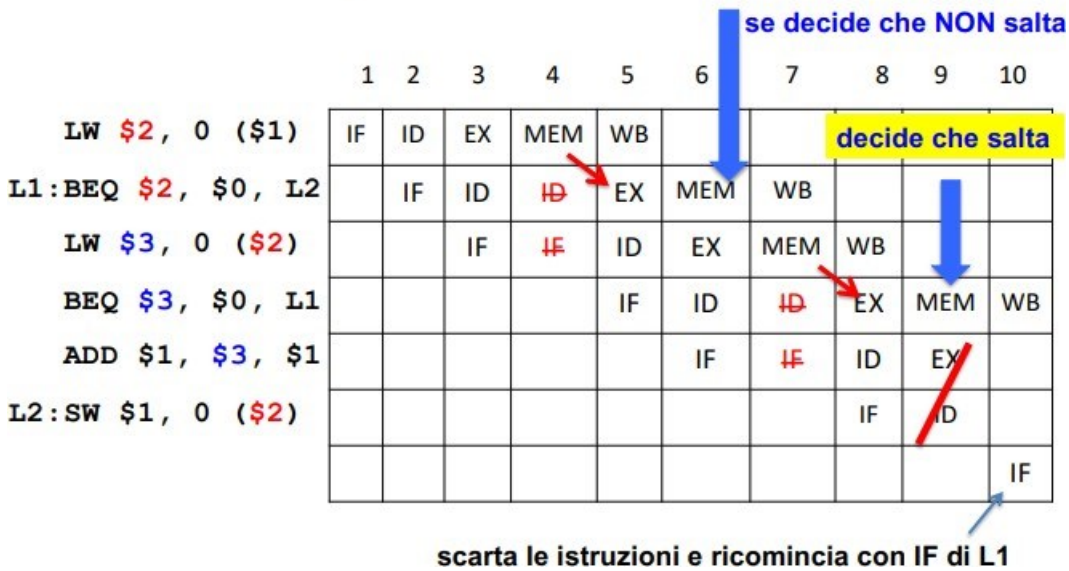 se decide che NON salta
1 2 3 4 5 6 7 8 9 10
LW $2, 0 ($1) IF ID EX MEM WB
decide che salta
L1:BEQ $2, $0, L2 IF ID ID EX MEM WB
LW $3, 0 ($2) IF IF ID EX MEM WB
BEQ $3, $0, L1 IF ID ID EX MEM WB
ADD $1, $3, $1 IF IF ID EX
L2:SW $1, 0 ($2) IF ID
IF
scarta le istruzioni e ricomincia con IF di L1